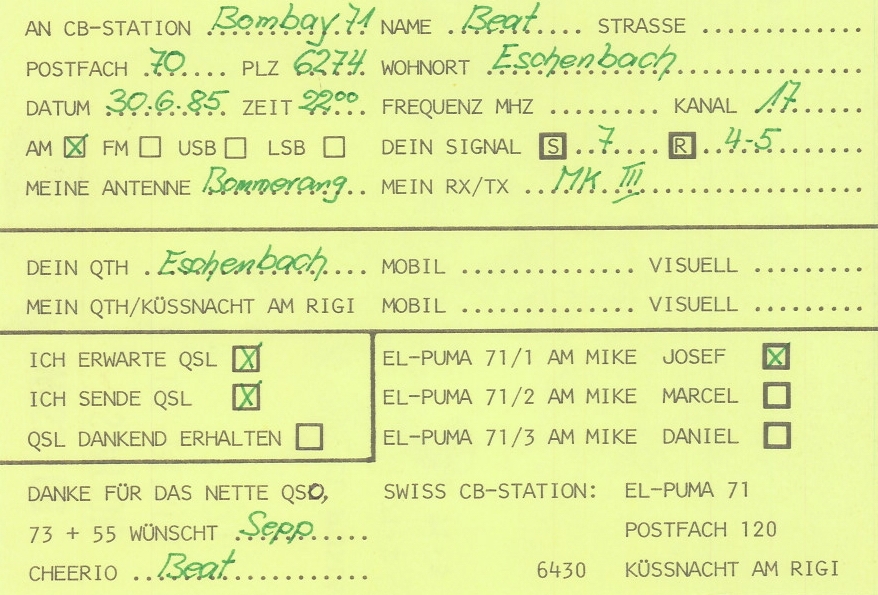 AN CB-STATION Bombay 71 NAME Beat STRASSE
POSTFACH 70 PLZ 6274 WOHNORT Eschenbach
DATUM 30.6.85 ZEIT 22⁰⁰ FREQUENZ MHZ KANAL 17
AM ☒ FM ☐ USB ☐ LSB ☐ DEIN SIGNAL S 7 R 4-5
MEINE ANTENNE Bommerang MEIN RX/TX MK III
DEIN QTH Eschenbach MOBIL VISUELL
MEIN QTH/KÜSSNACHT AM RIGI MOBIL VISUELL
ICH ERWARTE QSL ☒ EL-PUMA 71/1 AM MIKE JOSEF ☒
ICH SENDE QSL ☒ EL-PUMA 71/2 AM MIKE MARCEL ☐
QSL DANKEND ERHALTEN ☐ EL-PUMA 71/3 AM MIKE DANIEL ☐
DANKE FÜR DAS NETTE QSO, SWISS CB-STATION: EL-PUMA 71
73 + 55 WÜNSCHT Sepp POSTFACH 120
CHEERIO Beat 6430 KÜSSNACHT AM RIGI